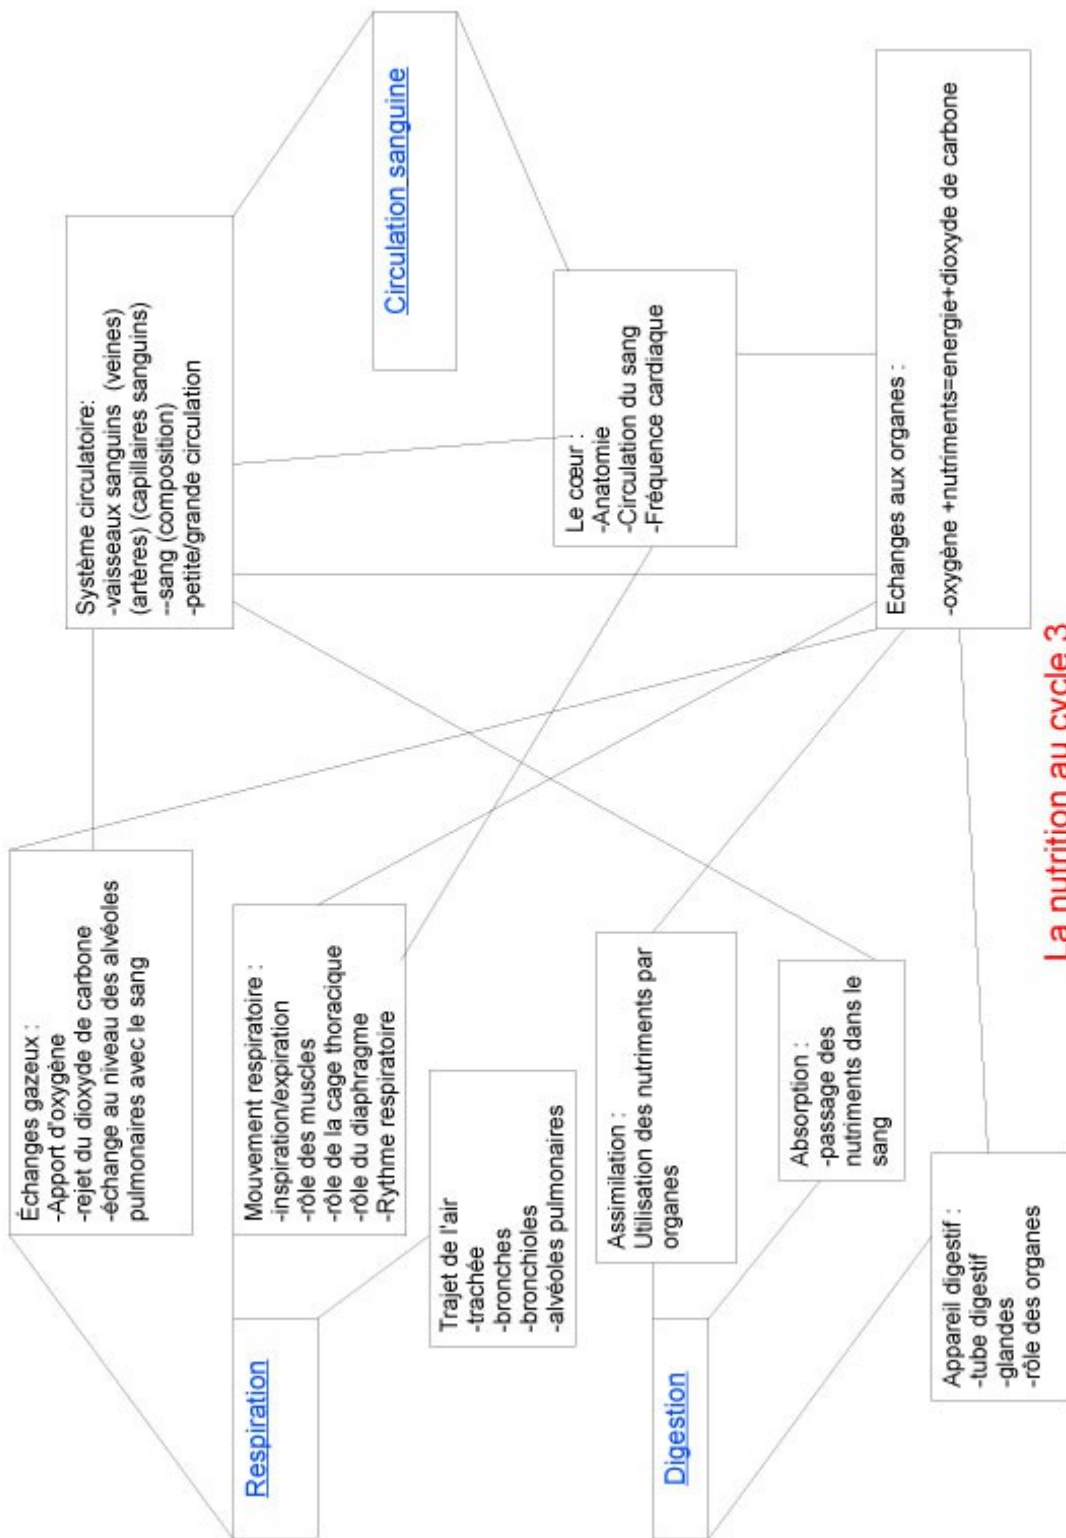 Échanges gazeux :
-Apport d'oxygène
-rejet du dioxyde de carbone
-échange au niveau des alvéoles
pulmonaires avec le sang
Système circulatoire:
-vaisseaux sanguins (veines)
(artères) (capillaires sanguins)
--sang (composition)
-petite/grande circulation
Respiration
Mouvement respiratoire :
-inspiration/expiration
-rôle des muscles
-rôle de la cage thoracique
-rôle du diaphragme
-Rythme respiratoire
Circulation sanguine
Trajet de l'air
-trachée
-bronches
-bronchioles
-alvéoles pulmonaires
Le cœur :
-Anatomie
-Circulation du sang
-Fréquence cardiaque
Digestion
Assimilation :
Utilisation des nutriments par
organes
Absorption :
-passage des
nutriments dans le
sang
Appareil digestif :
-tube digestif
-glandes
-rôle des organes
Echanges aux organes :
-oxygène +nutriments=energie+dioxyde de carbone
La nutrition au cycle 3